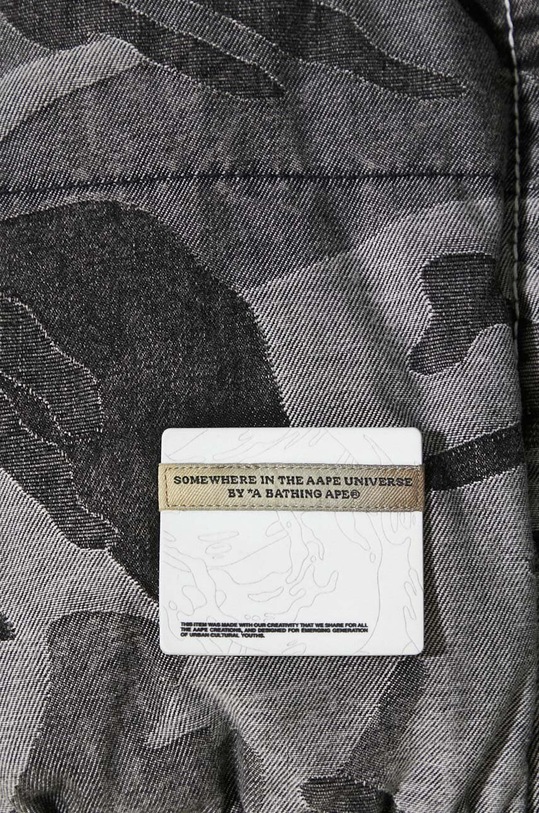 SOMEWHERE IN THE AAPE UNIVERSE
BY *A BATHING APE®
THIS ITEM WAS MADE WITH OUR CREATIVITY THAT WE SHARE FOR ALL
THE AAPE CREATIONS, AND DESIGNED FOR EMERGING GENERATION
OF URBAN CULTURAL YOUTHS.